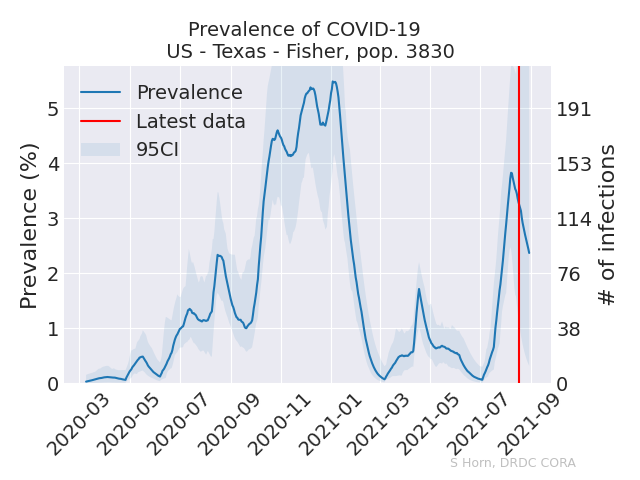 Prevalence of COVID-19
US - Texas - Fisher, pop. 3830
Prevalence
Latest data
95CI
Prevalence (%)
5
4
3
2
1
0
191
153
114
76
38
0
# of infections
2020-03
2020-05
2020-07
2020-09
2020-11
2021-01
2021-03
2021-05
2021-07
2021-09
S Horn, DRDC CORA